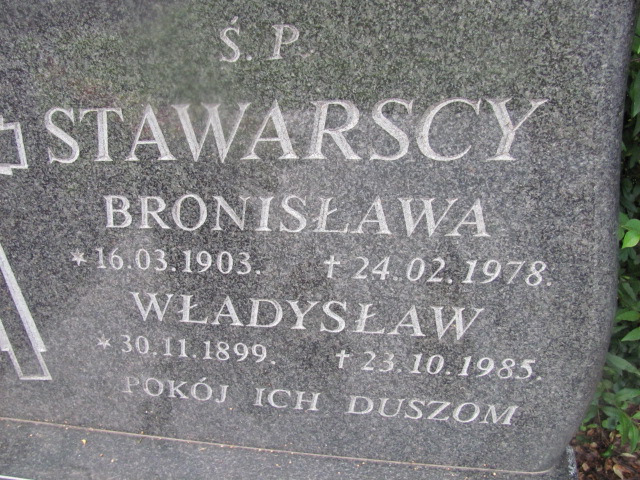 Ś. P.
STAWARSCY
BRONISŁAWA
*16.03.1903. †24.02.1978.
WŁADYSŁAW
*30.11.1899. †23.10.1985.
POKÓJ ICH DUSZOM